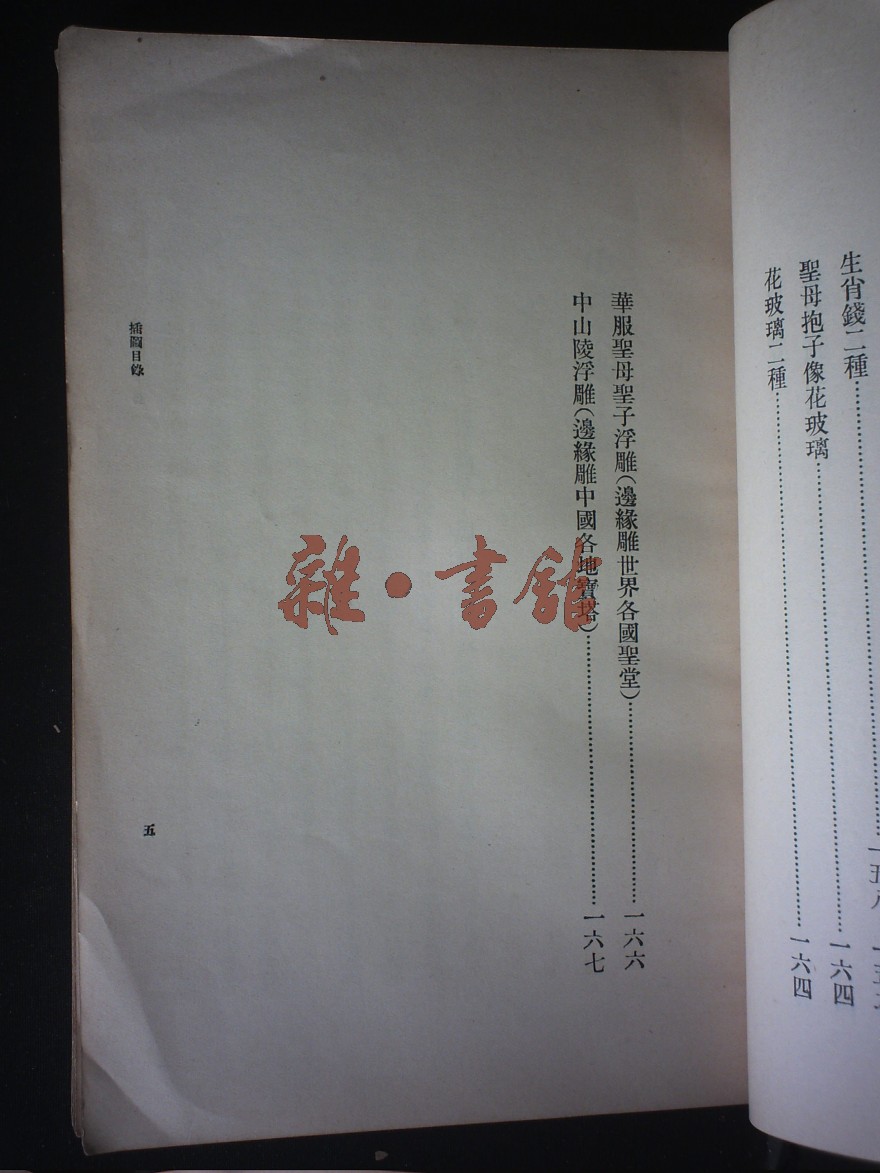 生肖錢二種
聖母抱子像花玻璃……一六四
花玻璃二種……一六四
華服聖母聖子浮雕(邊緣雕世界各國聖堂)……一六六
中山陵浮雕(邊緣雕中國各地寶塔)……一六七
插圖目錄
五
雜·書館